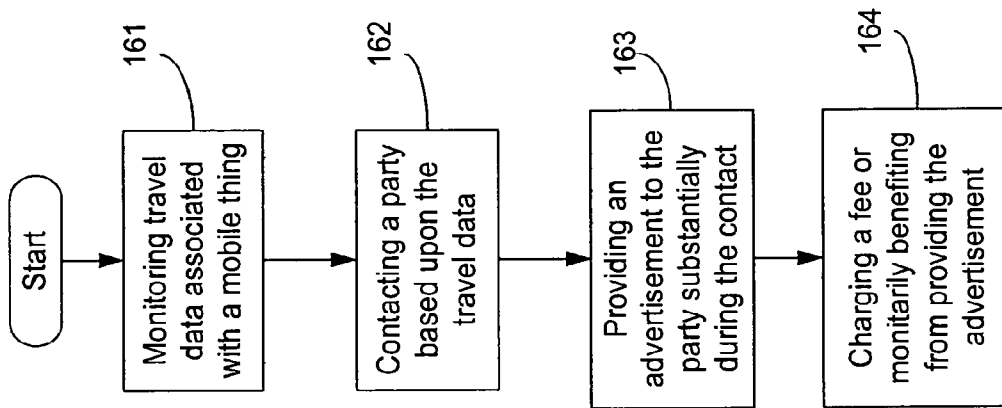 Start
Monitoring travel
data associated
with a mobile thing
161
Contacting a party
based upon the
travel data
162
Providing an
advertisement to the
party substantially
during the contact
163
Charging a fee or
monitarily benefiting
from providing the
advertisement
164